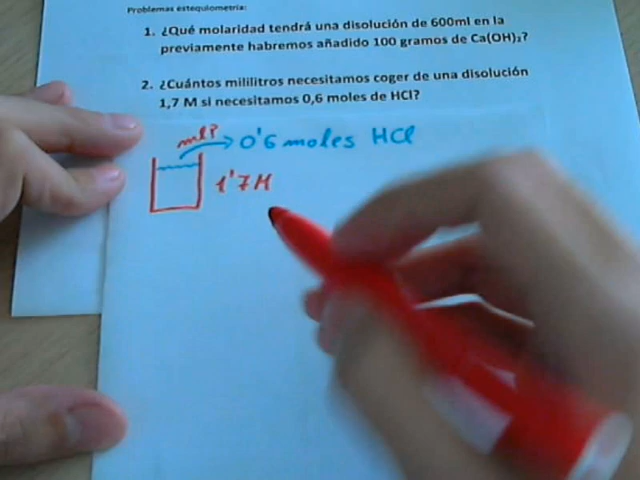 Problemas estequiometría:
1. ¿Qué molaridad tendrá una disolución de 600ml en la
previamente habremos añadido 100 gramos de Ca(OH)₂?
2. ¿Cuántos mililitros necesitamos coger de una disolución
1,7 M si necesitamos 0,6 moles de HCl?
ml? → 0'6 moles HCl
1'7M